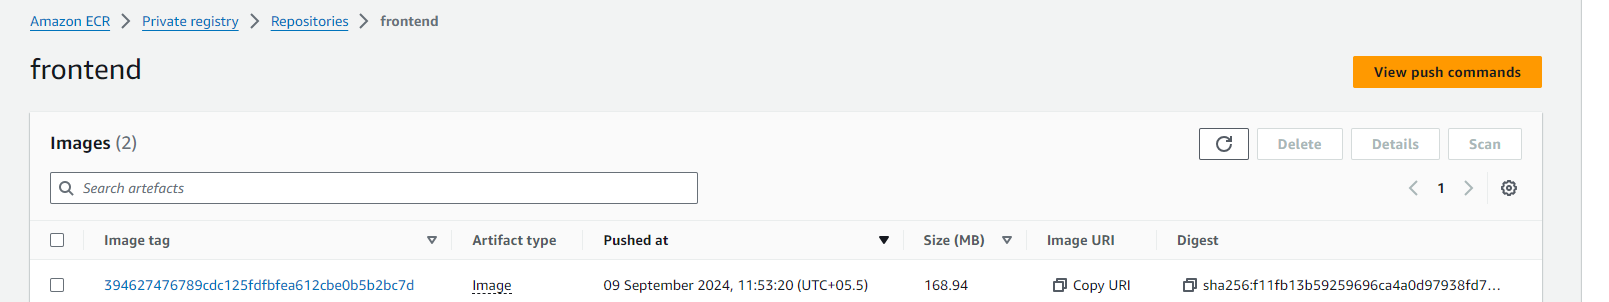 Amazon ECR > Private registry > Repositories > frontend
frontend
View push commands
Images (2)
Delete Details Scan
Search artefacts
1
Image tag Artifact type Pushed at Size (MB) Image URI Digest
394627476789cdc125fdfbfea612cbe0b5b2bc7d Image 09 September 2024, 11:53:20 (UTC+05.5) 168.94 Copy URI sha256:f11fb13b59259696ca4a0d97938fd7...